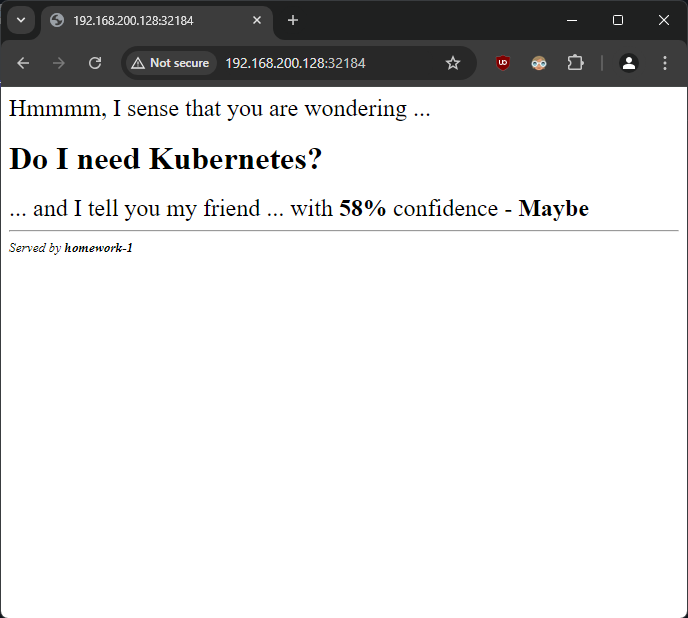 192.168.200.128:32184
Not secure
192.168.200.128:32184
Hmmmm, I sense that you are wondering ...
Do I need Kubernetes?
... and I tell you my friend ... with 58% confidence - Maybe
Served by homework-1